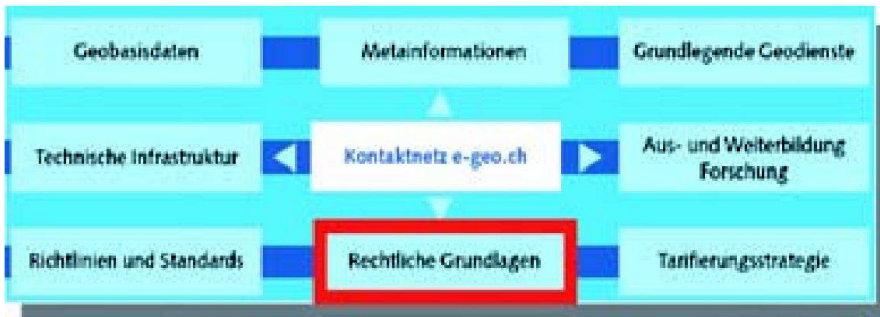 Geobasisdaten
Metainformationen
Grundlegende Geodienste
Technische Infrastruktur
Kontaktnetz e-geo.ch
Aus- und Weiterbildung
Forschung
Richtlinien und Standards
Rechtliche Grundlagen
Tarifierungsstrategie